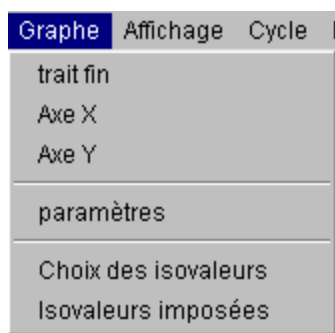 Graphe Affichage Cycle
trait fin
Axe X
Axe Y
paramètres
Choix des isovaleurs
Isovaleurs imposées